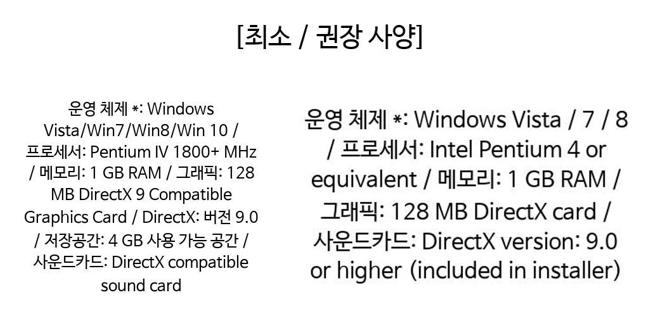 [최소 / 권장 사양]
운영 체제 *: Windows
Vista/Win7/Win8/Win 10 /
프로세서: Pentium IV 1800+ MHz
/ 메모리: 1 GB RAM / 그래픽: 128
MB DirectX 9 Compatible
Graphics Card / DirectX: 버전 9.0
/ 저장공간: 4 GB 사용 가능 공간 /
사운드카드: DirectX compatible
sound card
운영 체제 *: Windows Vista / 7 / 8
/ 프로세서: Intel Pentium 4 or
equivalent / 메모리: 1 GB RAM /
그래픽: 128 MB DirectX card /
사운드카드: DirectX version: 9.0
or higher (included in installer)